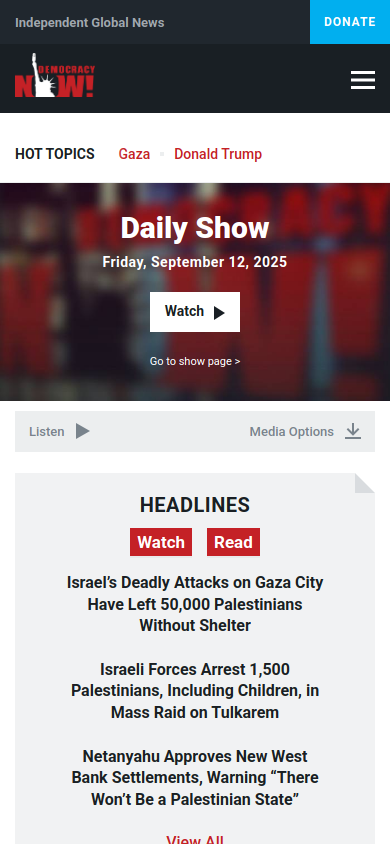 Independent Global News
DONATE
DEMOCRACY
NOW!
HOT TOPICS
Gaza
Donald Trump
Daily Show
Friday, September 12, 2025
Watch
Go to show page >
Listen
Media Options
HEADLINES
Watch
Read
Israel’s Deadly Attacks on Gaza City
Have Left 50,000 Palestinians
Without Shelter
Israeli Forces Arrest 1,500
Palestinians, Including Children, in
Mass Raid on Tulkarem
Netanyahu Approves New West
Bank Settlements, Warning “There
Won’t Be a Palestinian State”
View All